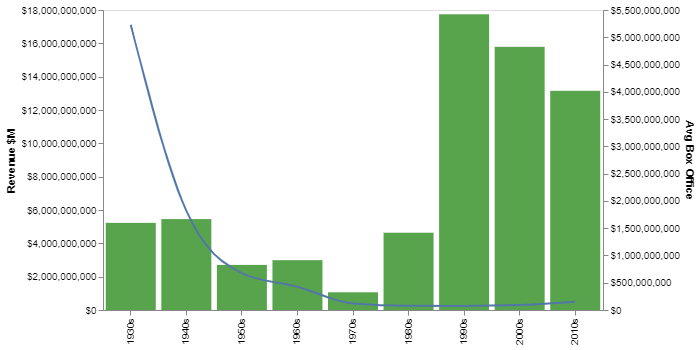 $18,000,000,000
$16,000,000,000
$14,000,000,000
$12,000,000,000
$10,000,000,000
$8,000,000,000
$6,000,000,000
$4,000,000,000
$2,000,000,000
$0
Revenue $M
$5,500,000,000
$5,000,000,000
$4,500,000,000
$4,000,000,000
$3,500,000,000
$3,000,000,000
$2,500,000,000
$2,000,000,000
$1,500,000,000
$1,000,000,000
$500,000,000
$0
Avg Box Office
1930s
1940s
1950s
1960s
1970s
1980s
1990s
2000s
2010s